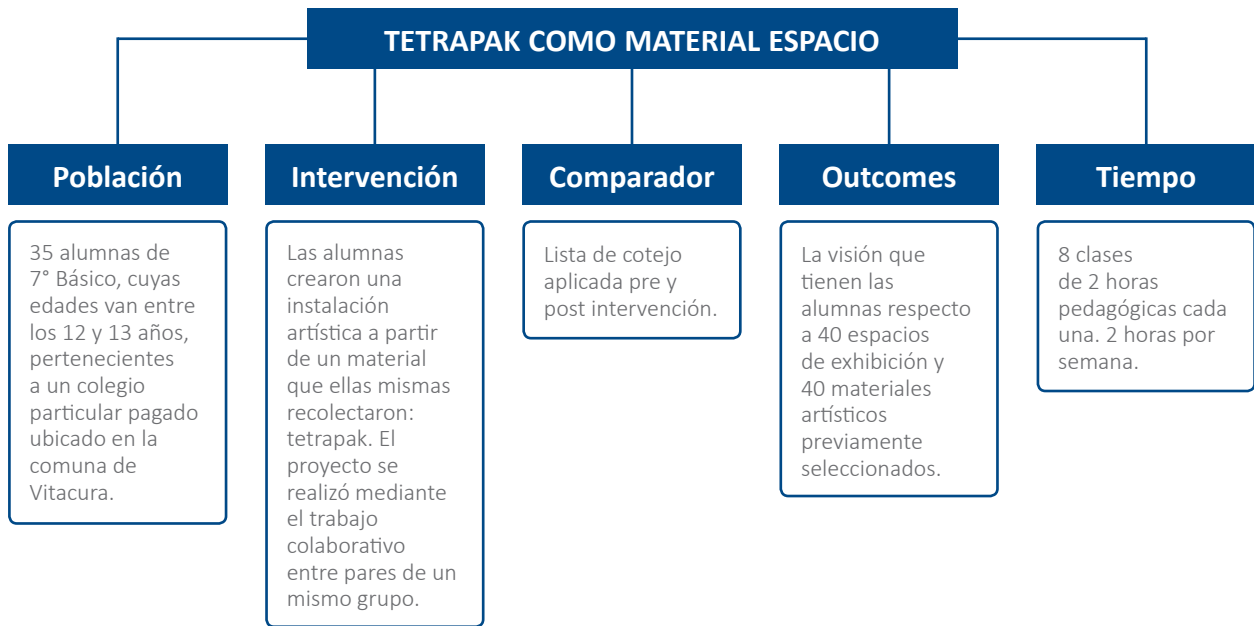 TETRAPAK COMO MATERIAL ESPACIO
Población
35 alumnas de
7° Básico, cuyas
edades van entre
los 12 y 13 años,
pertenecientes
a un colegio
particular pagado
ubicado en la
comuna de
Vitacura.
Intervención
Las alumnas
crearon una
instalación
artística a partir
de un material
que ellas mismas
recolectaron:
tetrapak. El
proyecto se
realizó mediante
el trabajo
colaborativo
entre pares de un
mismo grupo.
Comparador
Lista de cotejo
aplicada pre y
post intervención.
Outcomes
La visión que
tienen las
alumnas respecto
a 40 espacios
de exhibición y
40 materiales
artísticos
previamente
seleccionados.
Tiempo
8 clases
de 2 horas
pedagógicas cada
una. 2 horas por
semana.